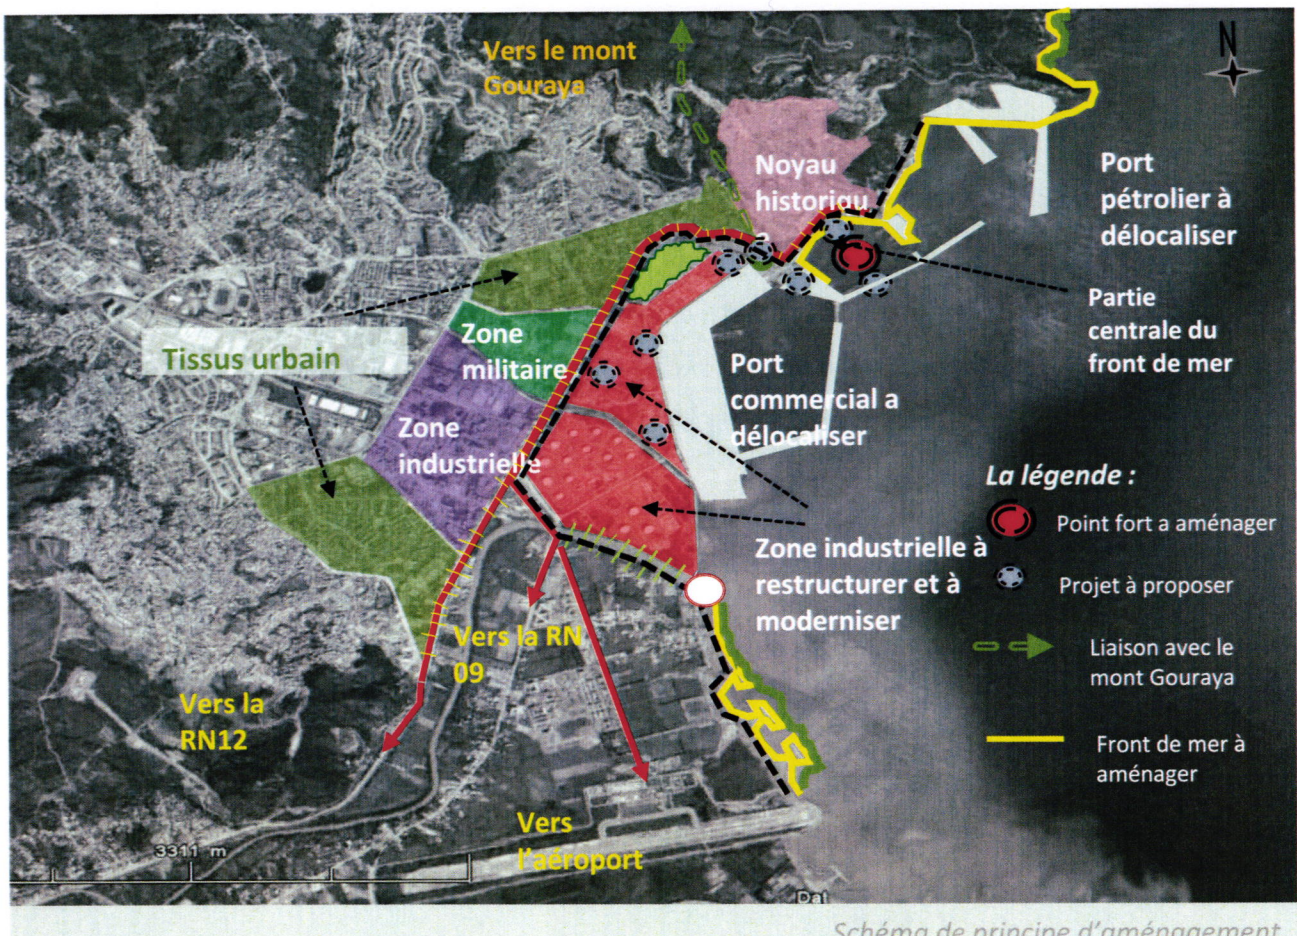 Vers le mont
Gouraya
N
Noyau
historiqu
Port
pétrolier à
délocaliser
Partie
centrale du
front de mer
Tissus urbain
Zone
militaire
Zone
industrielle
Port
commercial a
délocaliser
Zone industrielle à
restructurer et à
moderniser
La légende :
Point fort a aménager
Projet à proposer
Liaison avec le
mont Gouraya
Front de mer à
aménager
Vers la RN
09
Vers la
RN12
Vers
l'aéroport
3311 m
Dat
Schéma de principe d'aménagement